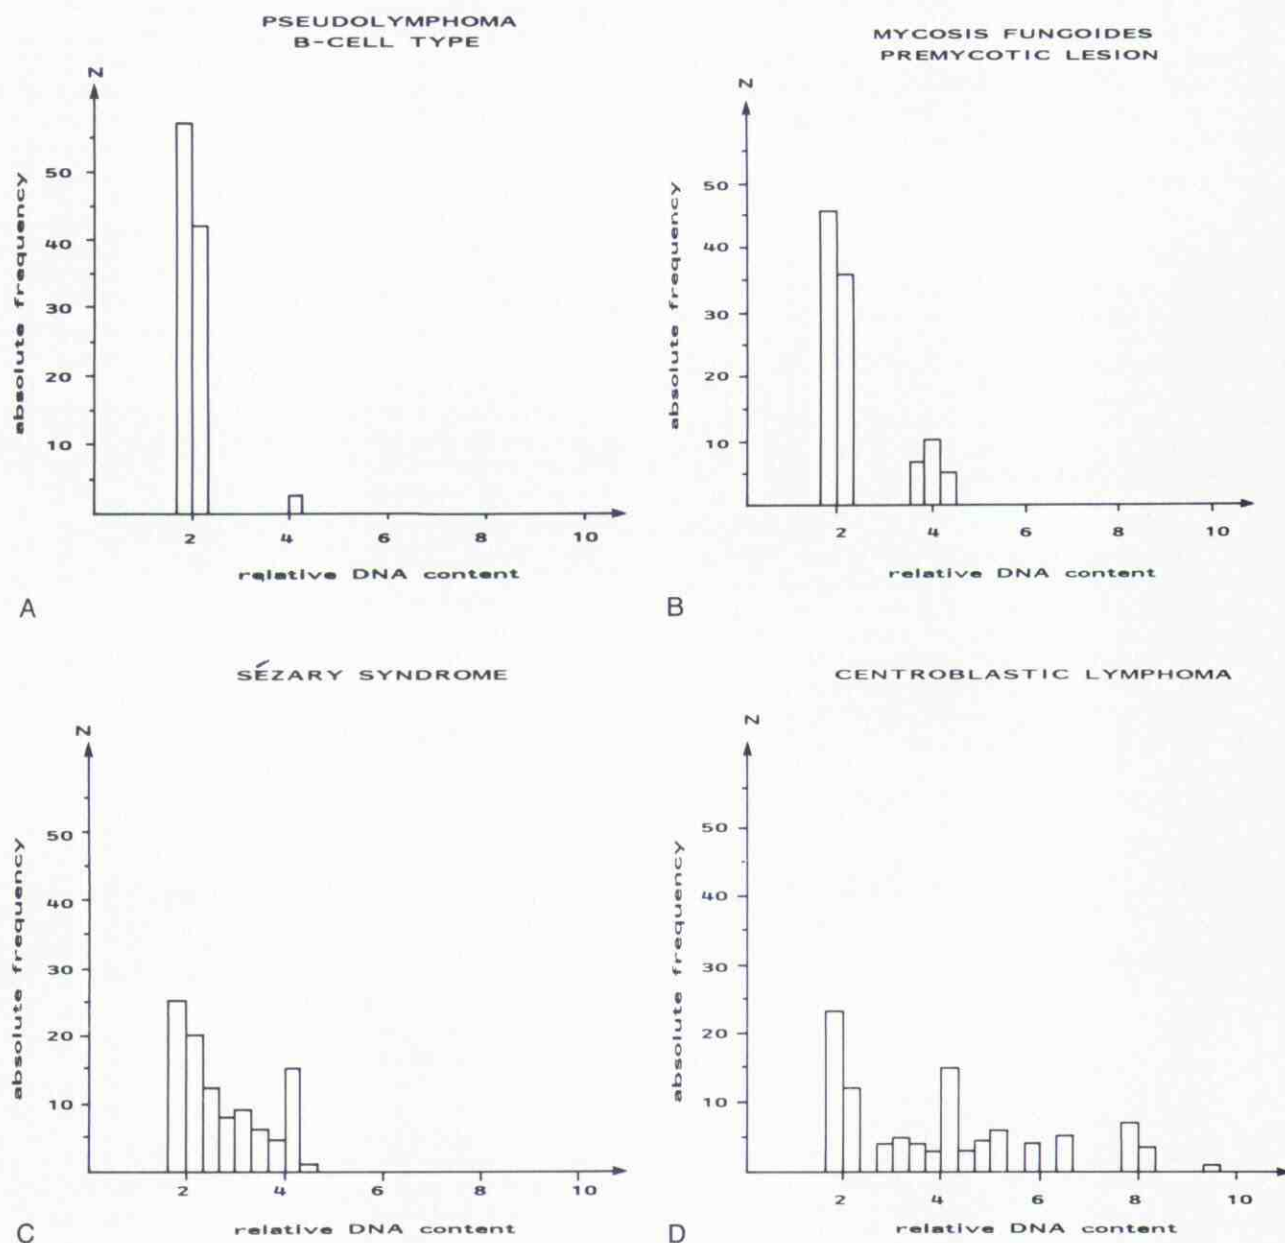 PSEUDOLYMPHOMA
B-CELL TYPE
N
absolute frequency
50
40
30
20
10
2 4 6 8 10
relative DNA content
A
MYCOSIS FUNGOIDES
PREMYCOTIC LESION
N
absolute frequency
50
40
30
20
10
2 4 6 8 10
relative DNA content
B
SÉZARY SYNDROME
N
absolute frequency
50
40
30
20
10
2 4 6 8 10
relative DNA content
C
CENTROBLASTIC LYMPHOMA
N
absolute frequency
50
40
30
20
10
2 4 6 8 10
relative DNA content
D